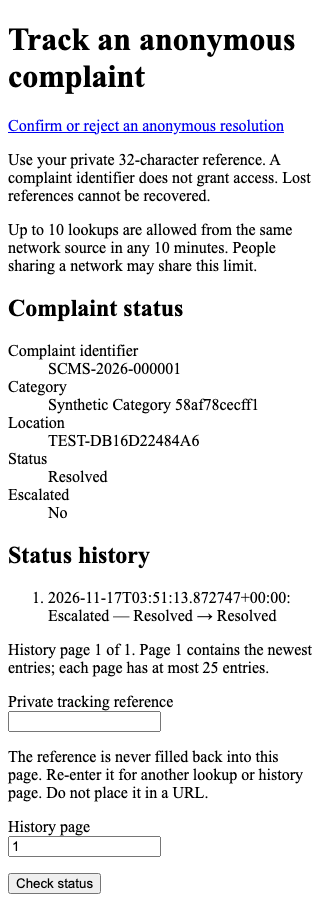 Track an anonymous
complaint
Confirm or reject an anonymous resolution
Use your private 32-character reference. A
complaint identifier does not grant access. Lost
references cannot be recovered.
Up to 10 lookups are allowed from the same
network source in any 10 minutes. People
sharing a network may share this limit.
Complaint status
Complaint identifier
SCMS-2026-000001
Category
Synthetic Category 58af78cecff1
Location
TEST-DB16D22484A6
Status
Resolved
Escalated
No
Status history
1. 2026-11-17T03:51:13.872747+00:00:
Escalated — Resolved → Resolved
History page 1 of 1. Page 1 contains the newest
entries; each page has at most 25 entries.
Private tracking reference
The reference is never filled back into this
page. Re-enter it for another lookup or history
page. Do not place it in a URL.
History page
1
Check status